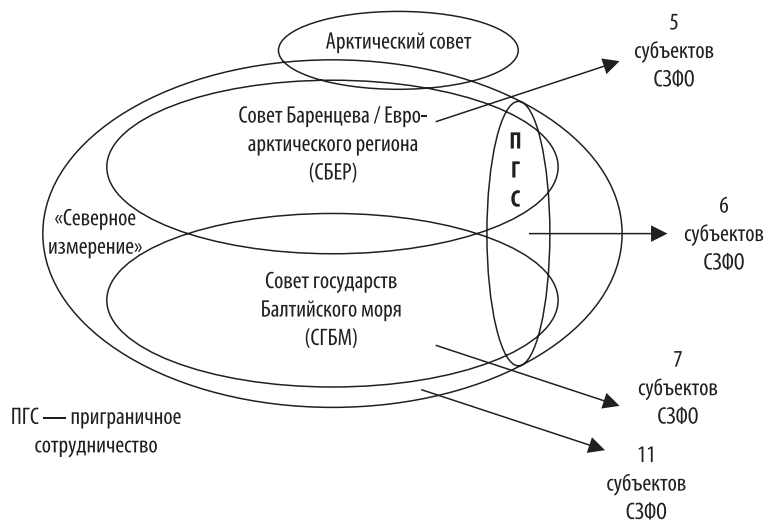 Арктический совет
5
субъектов
СЗФО
Совет Баренцева / Евро-
арктического региона
(СБЕР)
П
Г
С
«Северное
измерение»
6
субъектов
СЗФО
Совет государств
Балтийского моря
(СГБМ)
7
субъектов
СЗФО
ПГС — приграничное
сотрудничество
11
субъектов
СЗФО